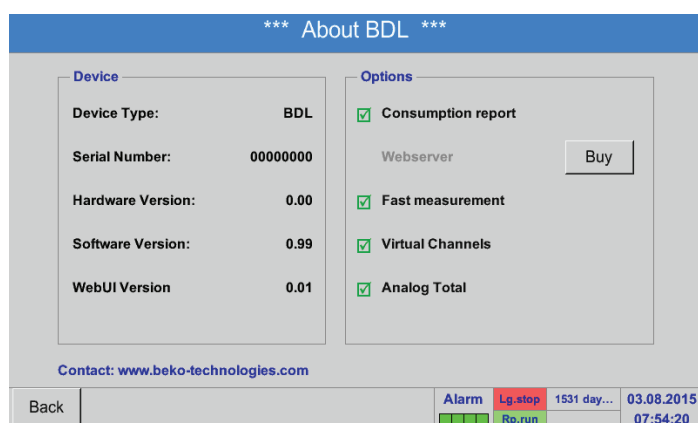 *** About BDL ***
Device
Device Type: BDL
Serial Number: 00000000
Hardware Version: 0.00
Software Version: 0.99
WebUI Version 0.01
Options
Consumption report
Webserver Buy
Fast measurement
Virtual Channels
Analog Total
Contact: www.beko-technologies.com
Back
Alarm Lg.stop 1531 day... 03.08.2015
Rp.run 07:54:20